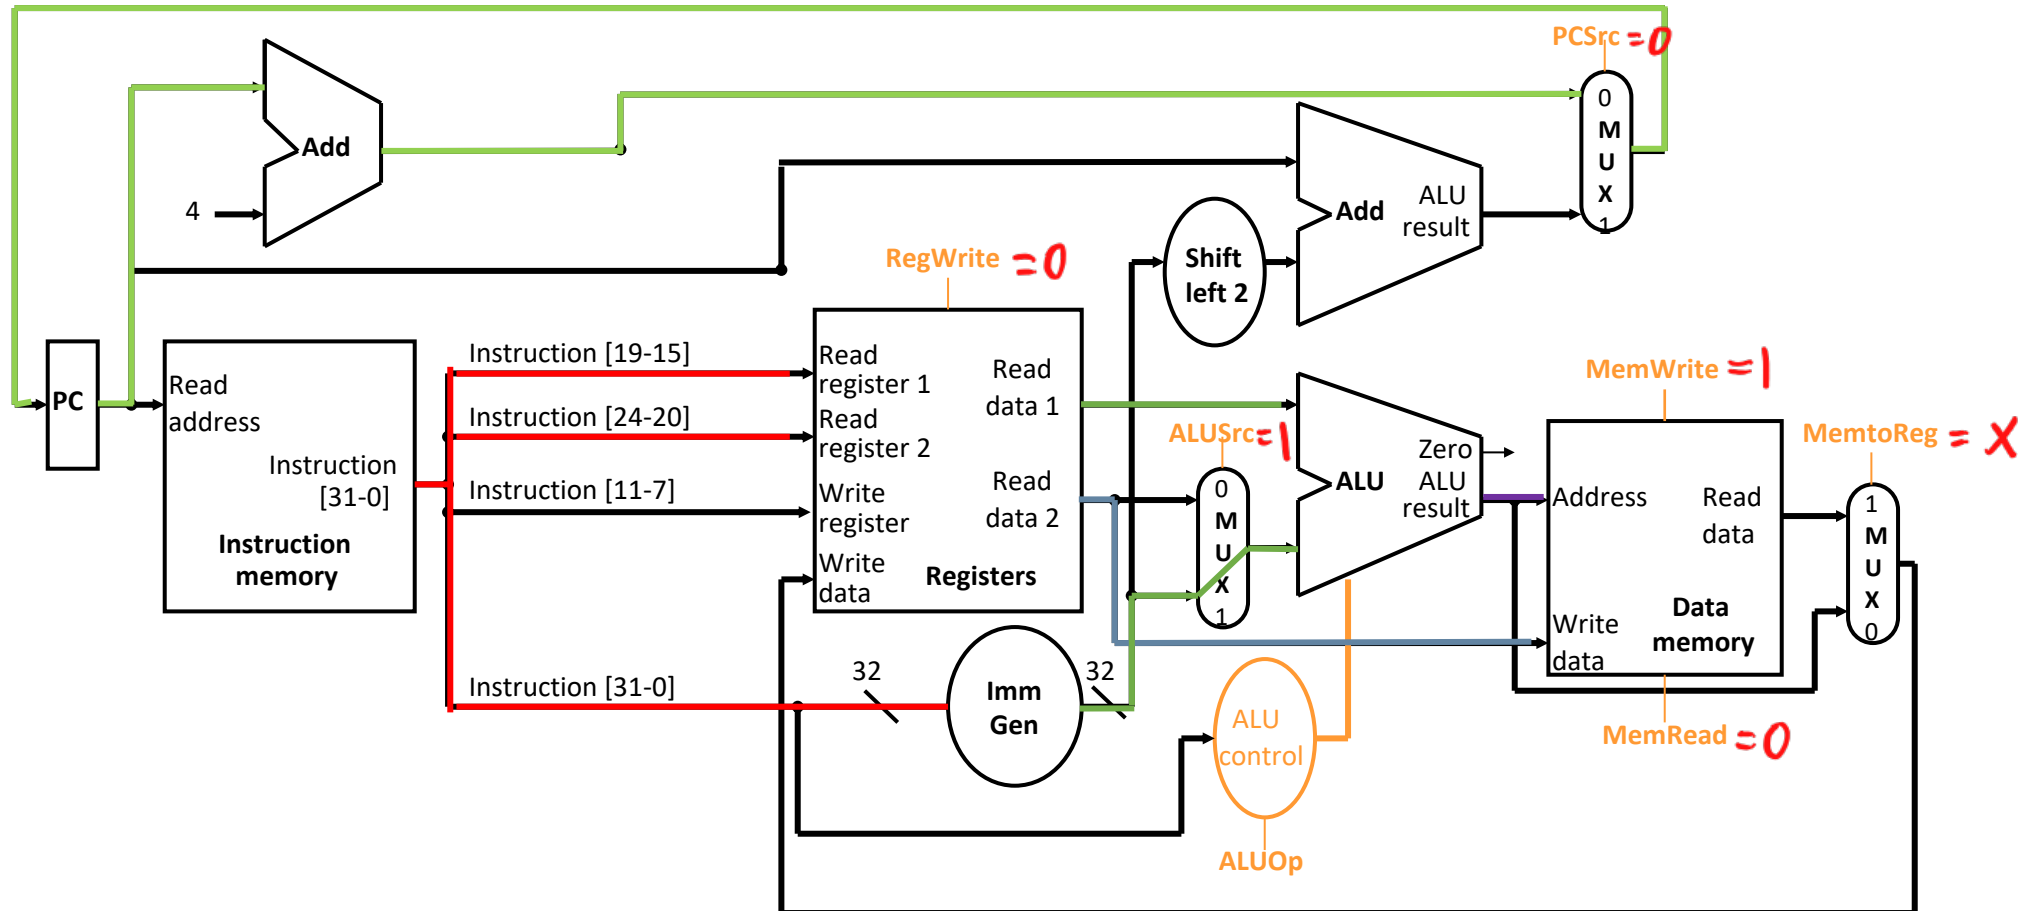 PCSrc =0
0
M
U
X
1
Add
4
Add
ALU
result
Shift
left 2
RegWrite =0
PC
Read
address
Instruction
[31-0]
Instruction
memory
Instruction [19-15]
Instruction [24-20]
Instruction [11-7]
Instruction [31-0]
Read
register 1
Read
register 2
Write
register
Write
data
Read
data 1
Read
data 2
Registers
ALUSrc=1
0
M
U
X
1
Zero
ALU
ALU
result
MemWrite =1
Address
Read
data
Write
data
Data
memory
MemRead =0
MemtoReg = X
1
M
U
X
0
32
Imm
Gen
32
ALU
control
ALUOp